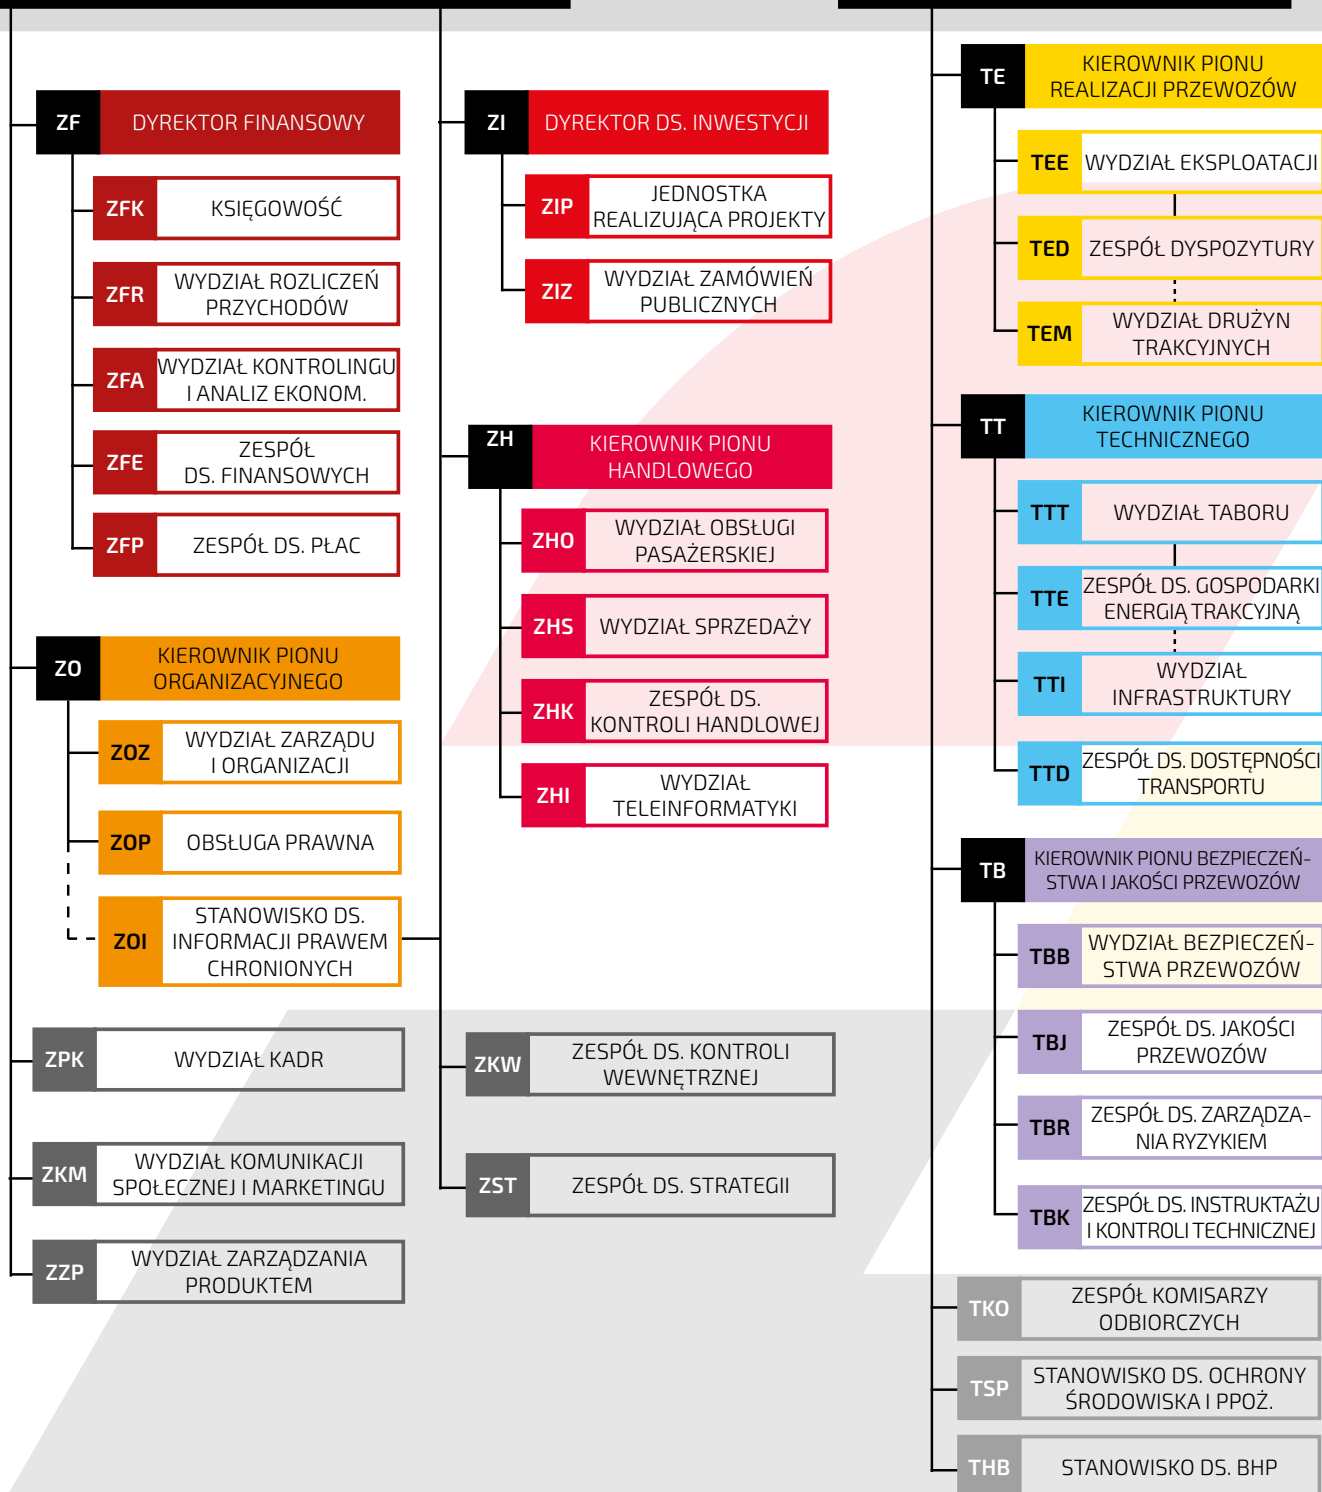 ZF
DYREKTOR FINANSOWY
ZFK
KSIĘGOWOŚĆ
ZFR
WYDZIAŁ ROZLICZEŃ
PRZYCHODÓW
ZFA
WYDZIAŁ KONTROLINGU
I ANALIZ EKONOM.
ZFE
ZESPÓŁ
DS. FINANSOWYCH
ZFP
ZESPÓŁ DS. PŁAC
ZO
KIEROWNIK PIONU
ORGANIZACYJNEGO
ZOZ
WYDZIAŁ ZARZĄDU
I ORGANIZACJI
ZOP
OBSŁUGA PRAWNA
ZOI
STANOWISKO DS.
INFORMACJI PRAWEM
CHRONIONYCH
ZPK
WYDZIAŁ KADR
ZKM
WYDZIAŁ KOMUNIKACJI
SPOŁECZNEJ I MARKETINGU
ZZP
WYDZIAŁ ZARZĄDZANIA
PRODUKTEM
ZI
DYREKTOR DS. INWESTYCJI
ZIP
JEDNOSTKA
REALIZUJĄCA PROJEKTY
ZIZ
WYDZIAŁ ZAMÓWIEŃ
PUBLICZNYCH
ZH
KIEROWNIK PIONU
HANDLOWEGO
ZHO
WYDZIAŁ OBSŁUGI
PASAŻERSKIEJ
ZHS
WYDZIAŁ SPRZEDAŻY
ZHK
ZESPÓŁ DS.
KONTROLI HANDLOWEJ
ZHI
WYDZIAŁ
TELEINFORMATYKI
ZKW
ZESPÓŁ DS. KONTROLI
WEWNĘTRZNEJ
ZST
ZESPÓŁ DS. STRATEGII
TE
KIEROWNIK PIONU
REALIZACJI PRZEWOZÓW
TEE
WYDZIAŁ EKSPLOATACJI
TED
ZESPÓŁ DYSPOZYTURY
TEM
WYDZIAŁ DRUŻYN
TRAKCYJNYCH
TT
KIEROWNIK PIONU
TECHNICZNEGO
TTT
WYDZIAŁ TABORU
TTE
ZESPÓŁ DS. GOSPODARKI
ENERGIĄ TRAKCYJNĄ
TTI
WYDZIAŁ
INFRASTRUKTURY
TTD
ZESPÓŁ DS. DOSTĘPNOŚCI
TRANSPORTU
TB
KIEROWNIK PIONU BEZPIECZEŃ-
STWA I JAKOŚCI PRZEWOZÓW
TBB
WYDZIAŁ BEZPIECZEŃ-
STWA PRZEWOZÓW
TBJ
ZESPÓŁ DS. JAKOŚCI
PRZEWOZÓW
TBR
ZESPÓŁ DS. ZARZĄDZA-
NIA RYZYKIEM
TBK
ZESPÓŁ DS. INSTRUKTAŻU
I KONTROLI TECHNICZNEJ
TKO
ZESPÓŁ KOMISARZY
ODBIORCZYCH
TSP
STANOWISKO DS. OCHRONY
ŚRODOWISKA I PPOŻ.
THB
STANOWISKO DS. BHP